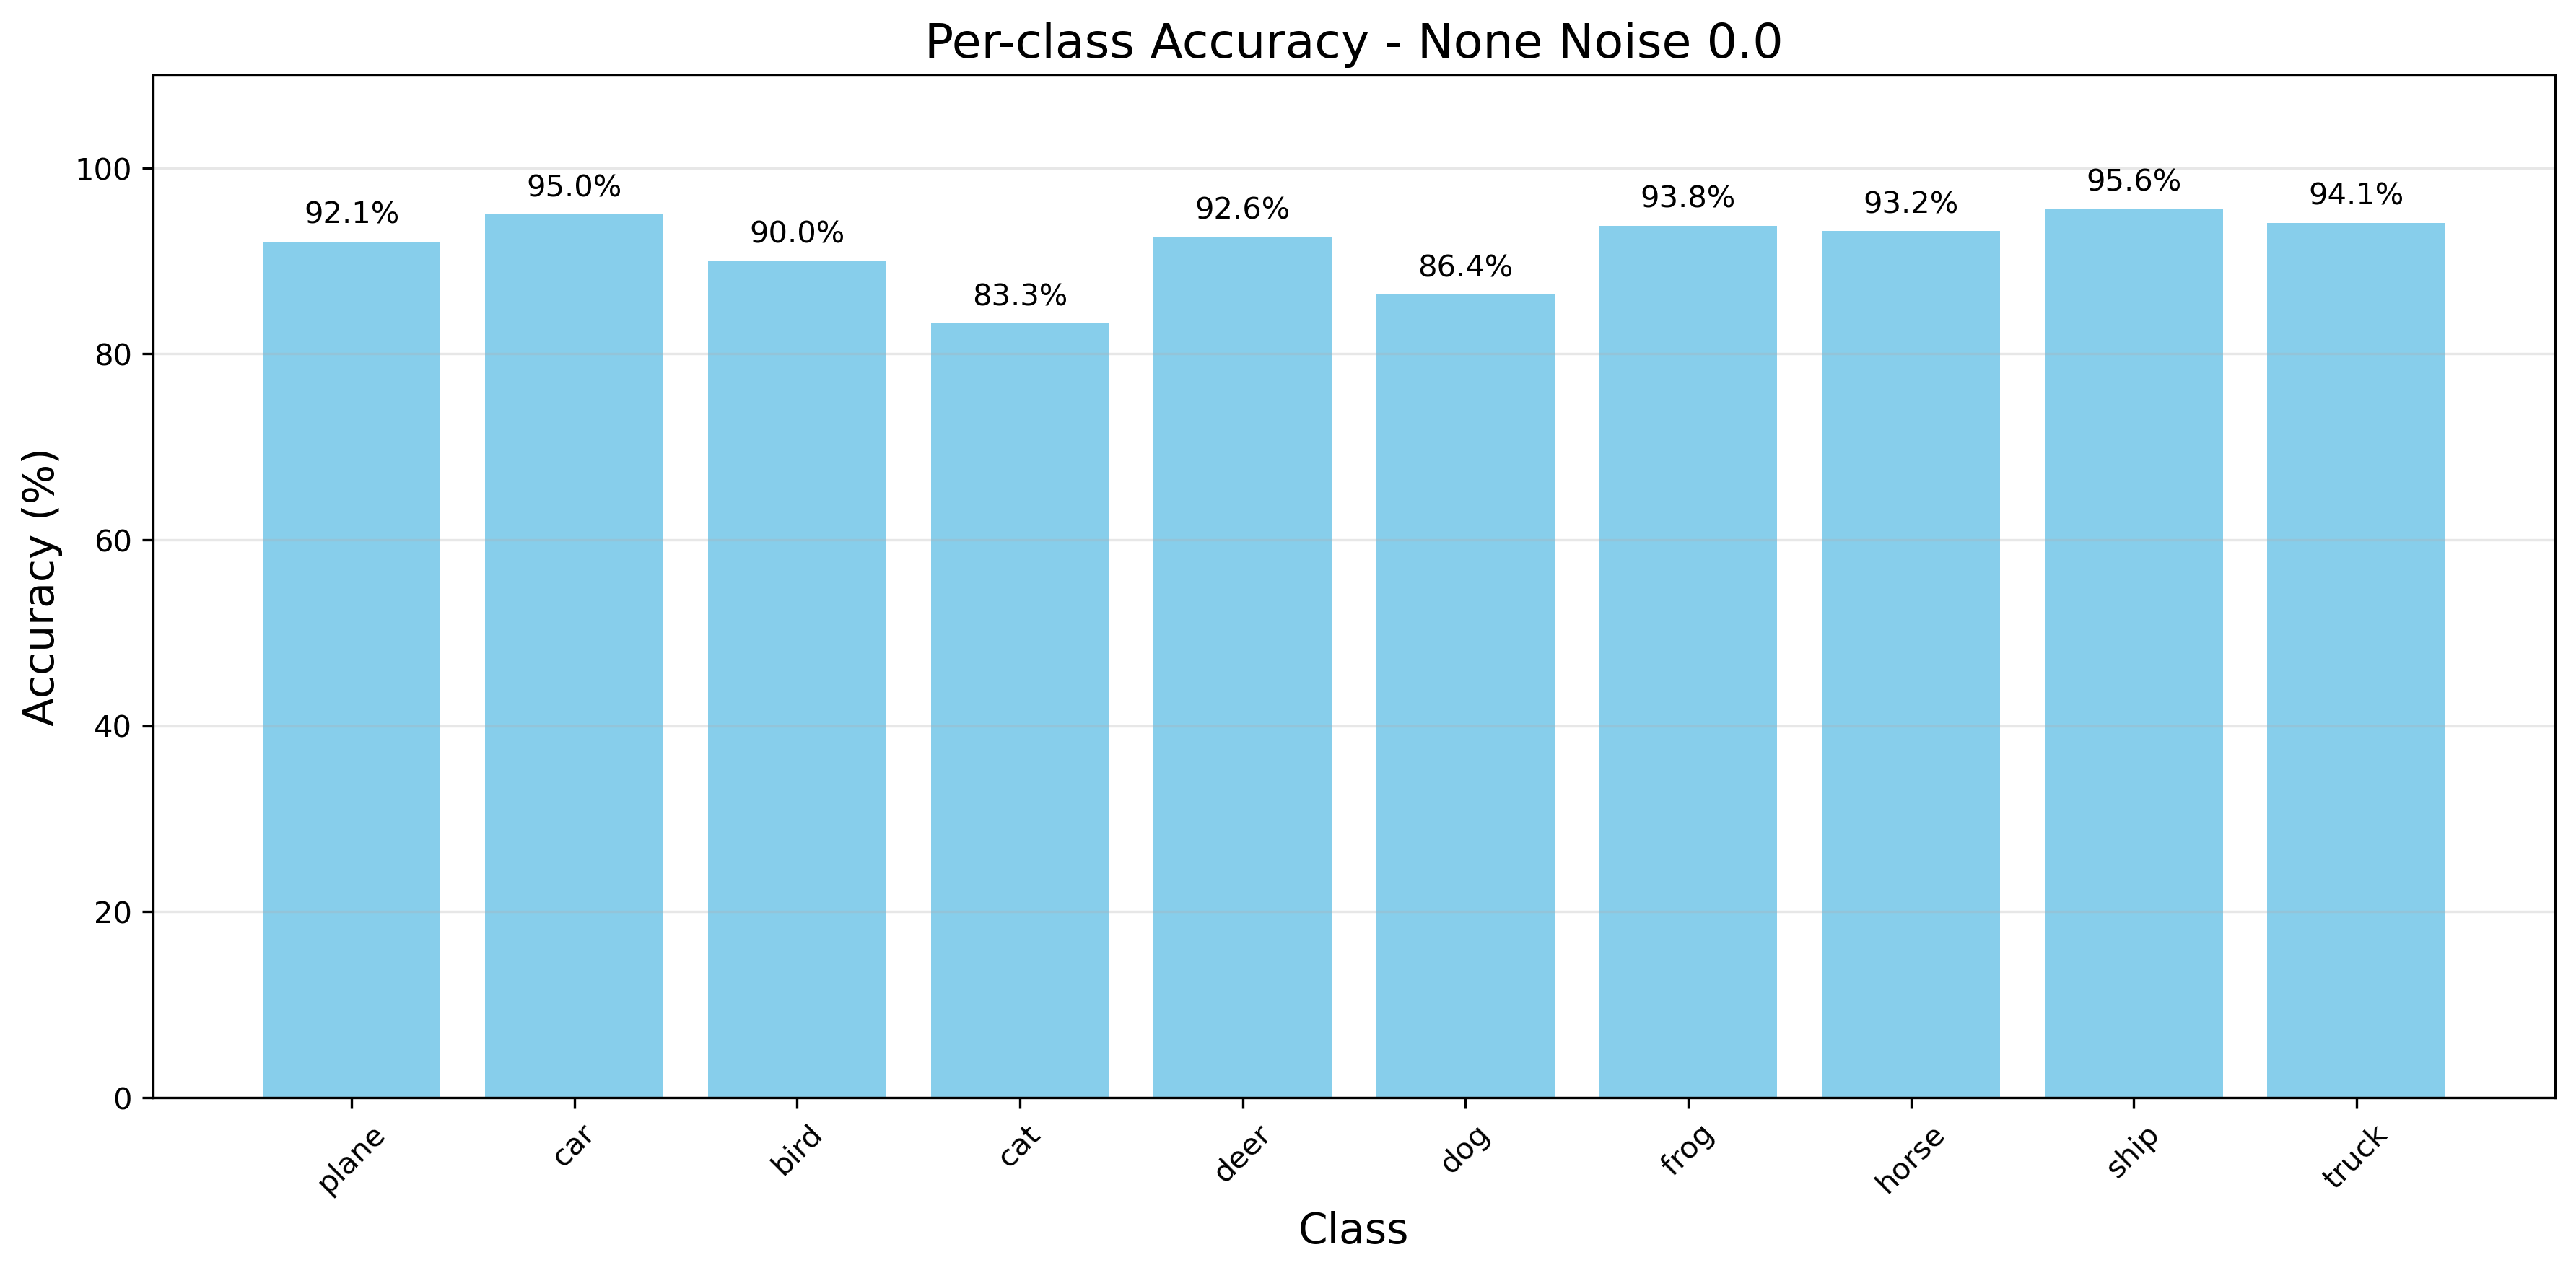 Per-class Accuracy - None Noise 0.0
Accuracy (%)
100
80
60
40
20
0
92.1%
95.0%
90.0%
83.3%
92.6%
86.4%
93.8%
93.2%
95.6%
94.1%
plane
car
bird
cat
deer
dog
frog
horse
ship
truck
Class